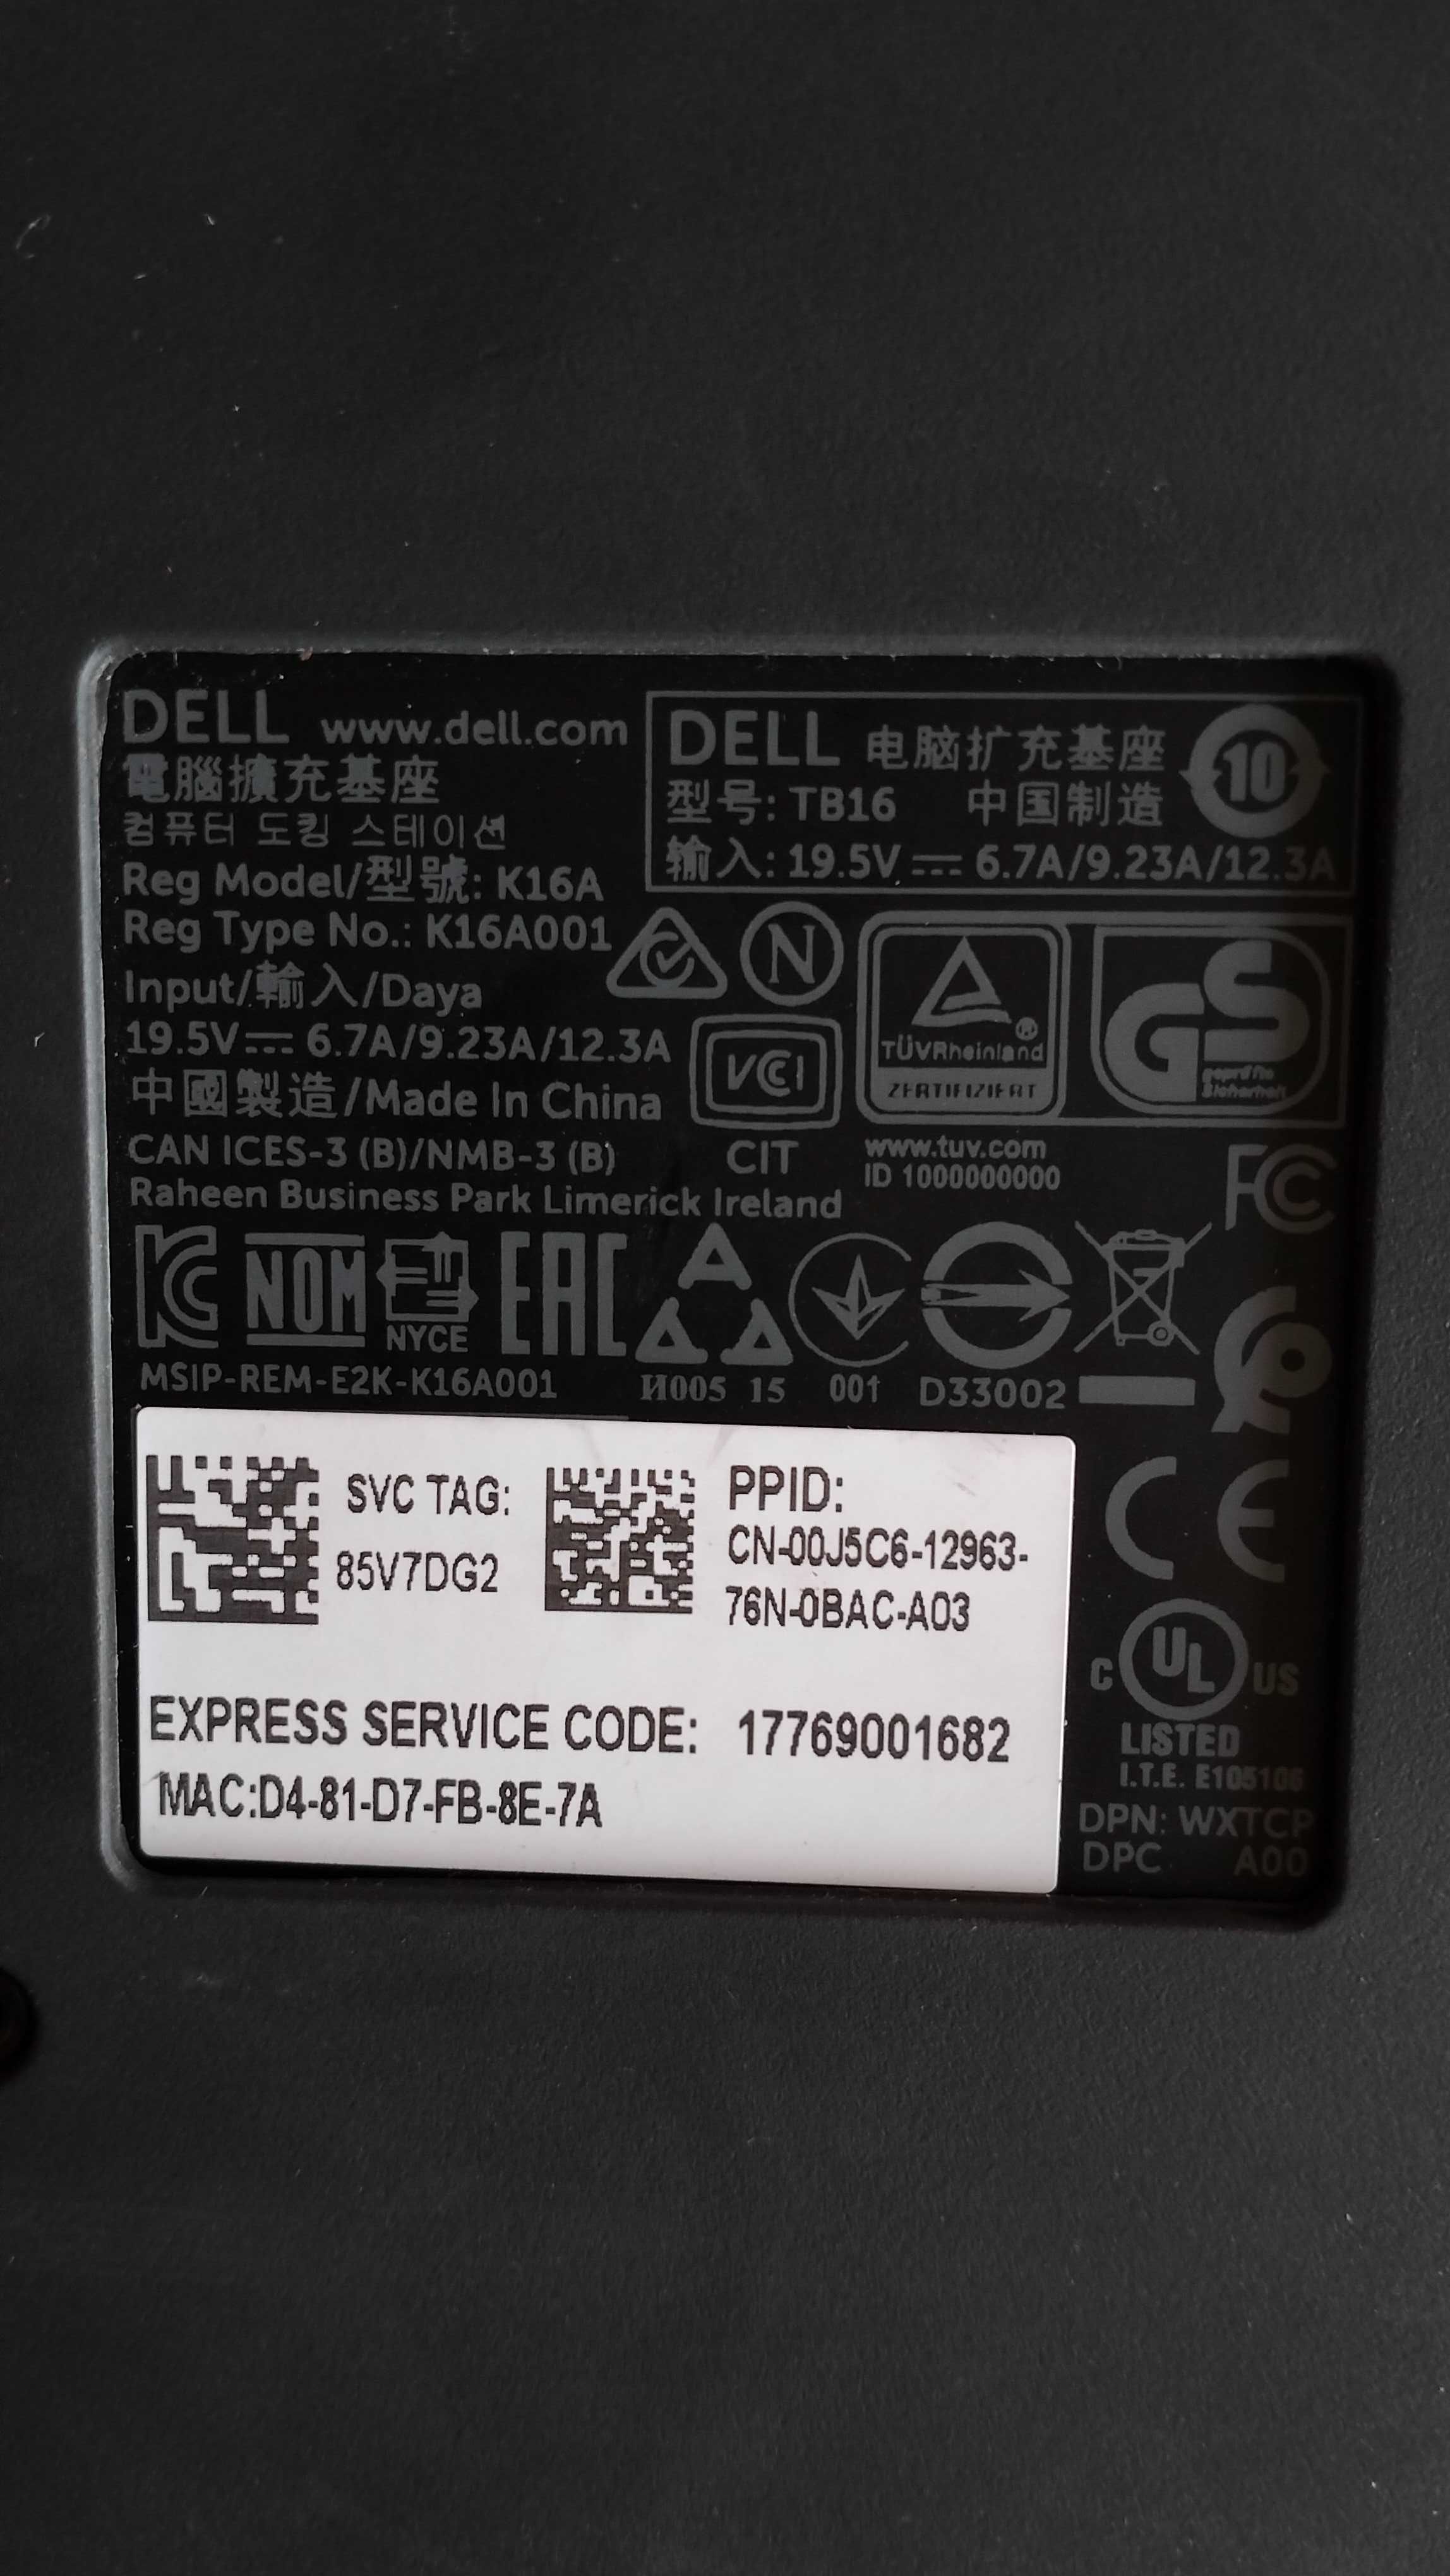 DELL www.dell.com
電腦擴充基座
컴퓨터 도킹 스테이션
Reg Model/型號: K16A
Reg Type No.: K16A001
Input/輸入/Daya
19.5V⎓6.7A/9.23A/12.3A
中國製造/Made In China
CAN ICES-3 (B)/NMB-3 (B)
Raheen Business Park Limerick Ireland
DELL 电脑扩充基座
10
型号: TB16 中国制造
输入: 19.5V⎓6.7A/9.23A/12.3A
N
VCI
CIT
TÜVRheinland
ZERTIFIZIERT
www.tuv.com
ID 1000000000
GS
geprüfte
Sicherheit
FC
KC NOM NYCE EAC
MSIP-REM-E2K-K16A001
И005 15 001 D33002
SVC TAG:
85V7DG2
PPID:
CN-00J5C6-12963-
76N-0BAC-A03
EXPRESS SERVICE CODE: 17769001682
MAC:D4-81-D7-FB-8E-7A
CE
C UL US
LISTED
I.T.E. E105106
DPN: WXTCP
DPC A00